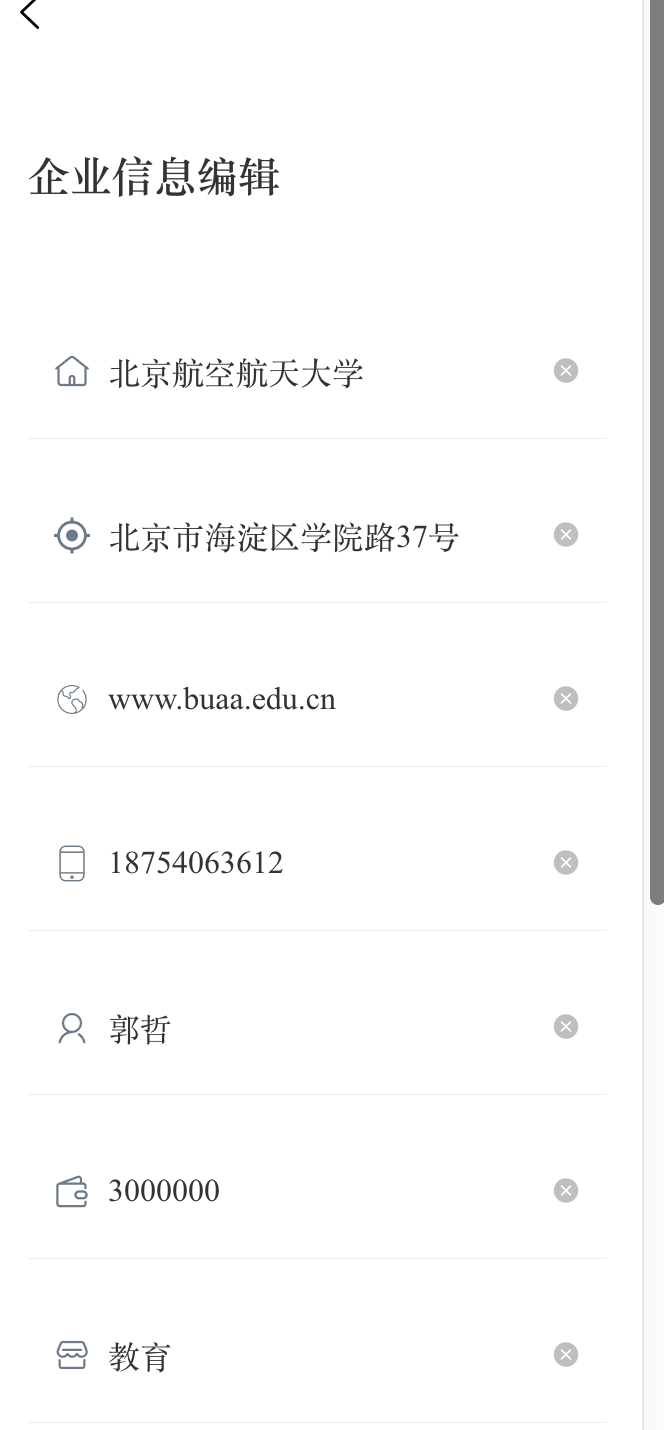 企业信息编辑
北京航空航天大学
北京市海淀区学院路37号
www.buaa.edu.cn
18754063612
郭哲
3000000
教育